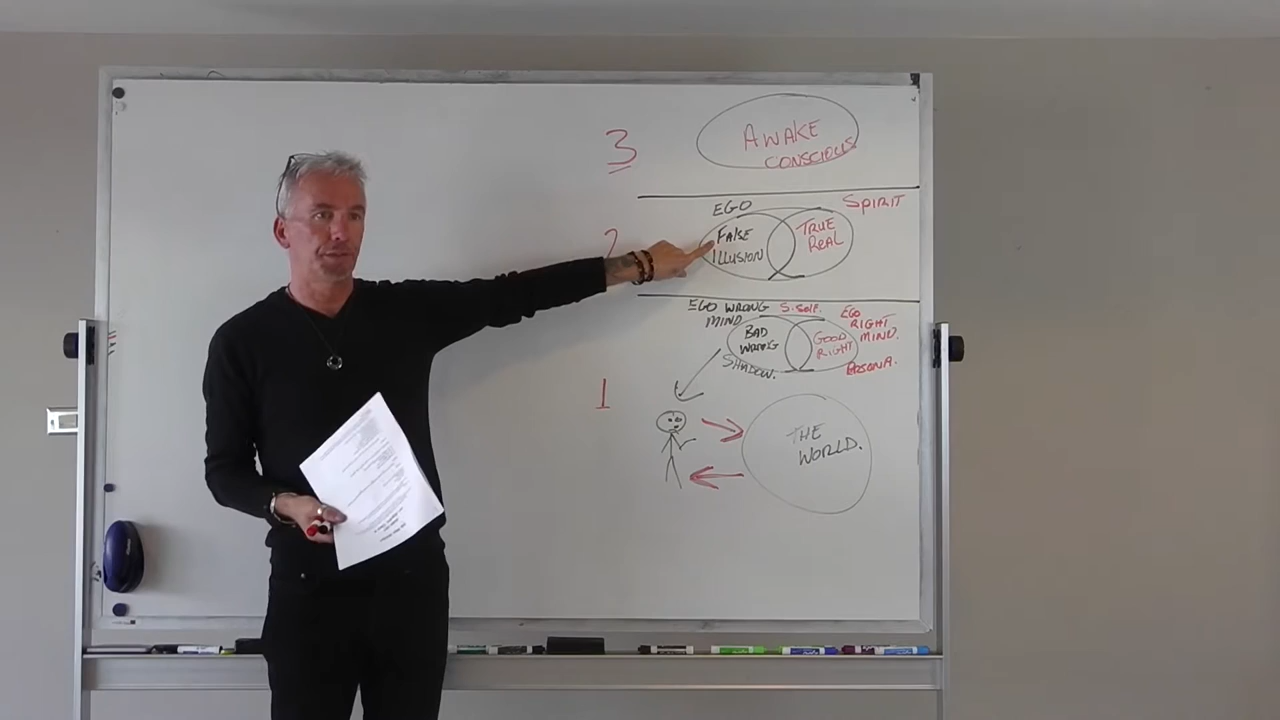 3
AWAKE
CONSCIOUS
EGO
SPIRIT
2
FAlSE
ILLUSION
TRUE
REAL
EGO WRONG
MIND
S.SOlF.
EGO
RIGHT
MIND.
BAD
WRONG
GOOD
RIGHT
SHADOW.
PERSONA.
1
THE
WORLD.